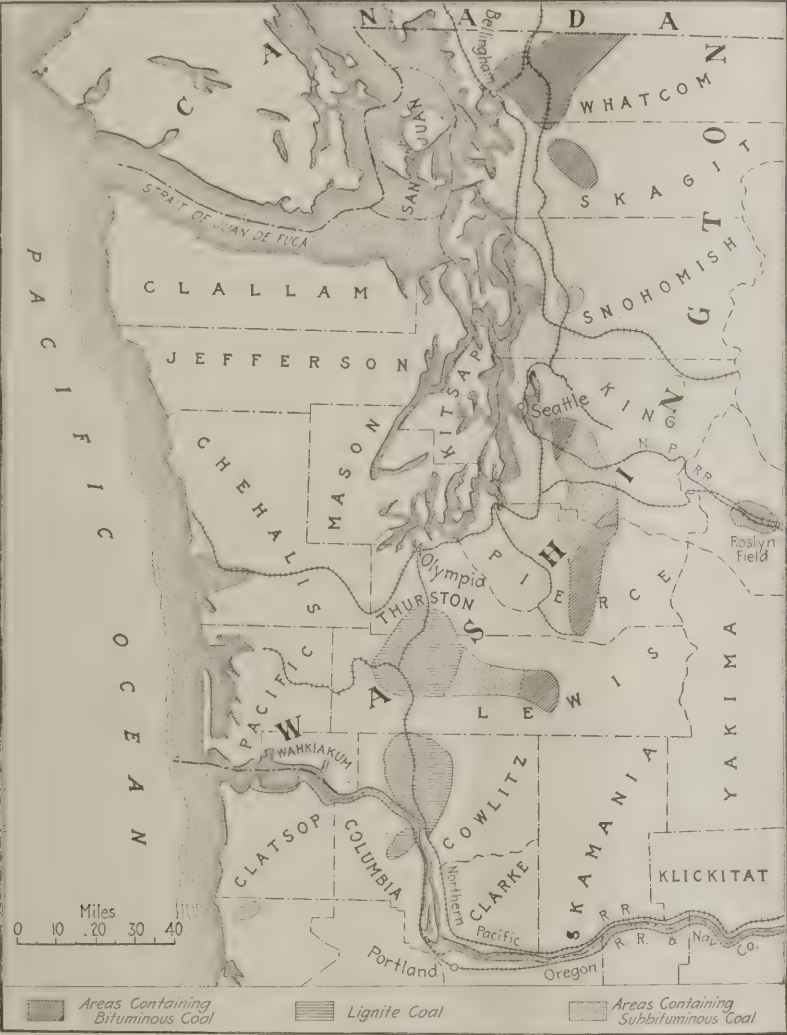 CANADA
Bellingham
WHATCOM
SAN JUAN
SKAGIT
STRAIT OF JUAN DE FUCA
PACIFIC OCEAN
CLALLAM
SNOHOMISH
JEFFERSON
KITSAP
Seattle
KING
N P RR
CHEHALIS
MASON
Roslyn
Field
Olympia
PIERCE
THURSTON
WASHINGTON
PACIFIC
LEWIS
YAKIMA
WAHKIAKUM
COWLITZ
SKAMANIA
CLATSOP
COLUMBIA
CLARKE
KLICKITAT
Northern Pacific RR
Miles
0 10 20 30 40
Portland
Oregon R R & Nav Co.
Areas Containing
Bituminous Coal
Lignite Coal
Areas Containing
Subbituminous Coal